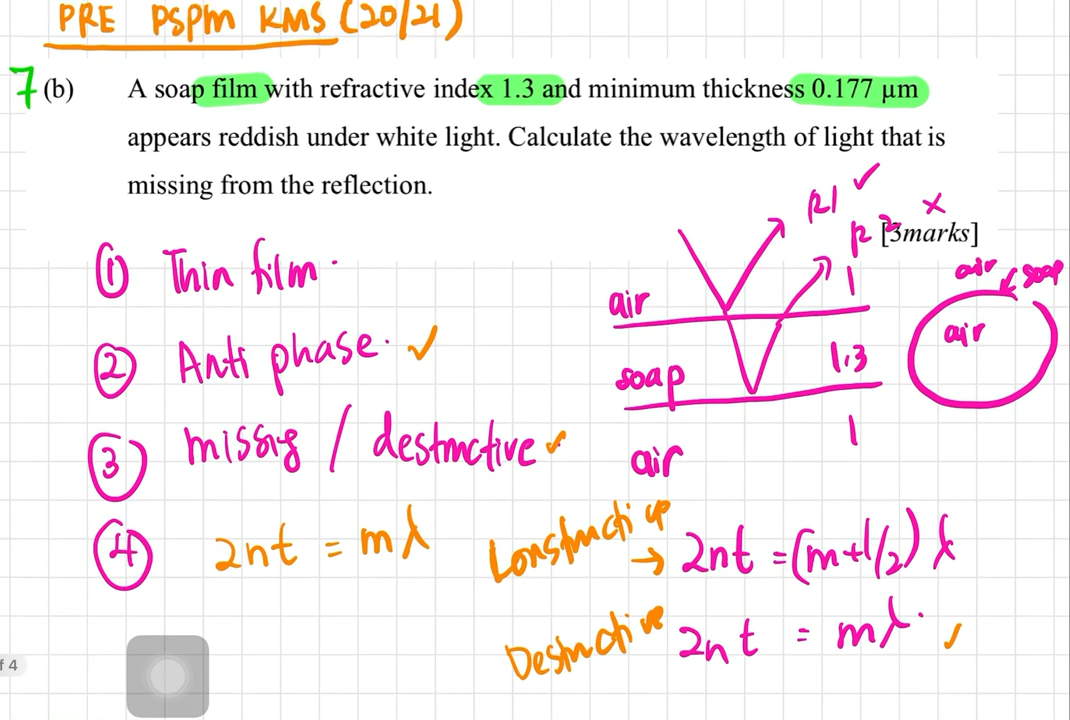 PRE PSPM KMS (20/21)
7 (b) A soap film with refractive index 1.3 and minimum thickness 0.177 µm
appears reddish under white light. Calculate the wavelength of light that is
missing from the reflection.
R1 ✓
R2 x
[3marks]
① Thin film.
air
1
air soap
air
② Anti phase. ✓
soap
1.3
③ missing / destructive ✓
air
1
④ 2nt = mλ
Constructive → 2nt = (m+1/2) λ
Destructive 2nt = mλ. ✓
f 4